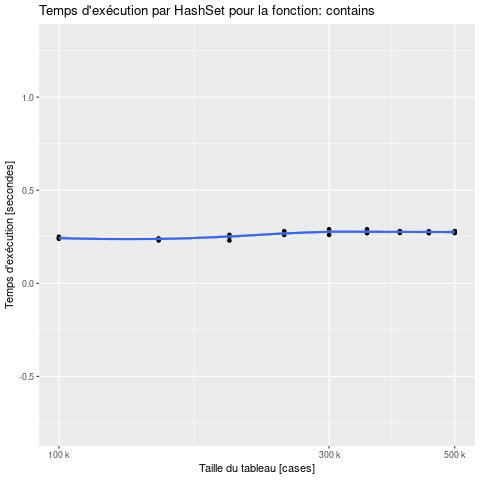 Temps d'exécution par HashSet pour la fonction: contains
Temps d'exécution [secondes]
1.0
0.5
0.0
-0.5
100 k
300 k
500 k
Taille du tableau [cases]